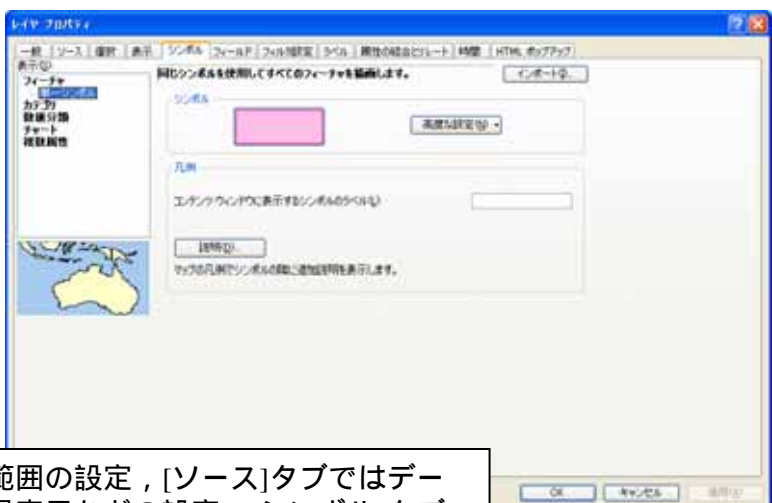 レイヤ プロパティ
一般 ソース 選択 表示 シンボル フィールド フィルタ設定 ラベル 属性の結合とリレート 時間 HTML ポップアップ
表示(S):
フィーチャ
単一シンボル
カテゴリ
数値分類
チャート
複数属性
同じシンボルを使用してすべてのフィーチャを描画します。
インポート(I)...
シンボル
高度な設定(N)
凡例
コンテンツ ウィンドウに表示するシンボルのラベル(L)
説明(D)...
マップの凡例でシンボルの隣に追加説明を表示します。
範囲の設定，[ソース]タブではデー
OK キャンセル 適用(A)